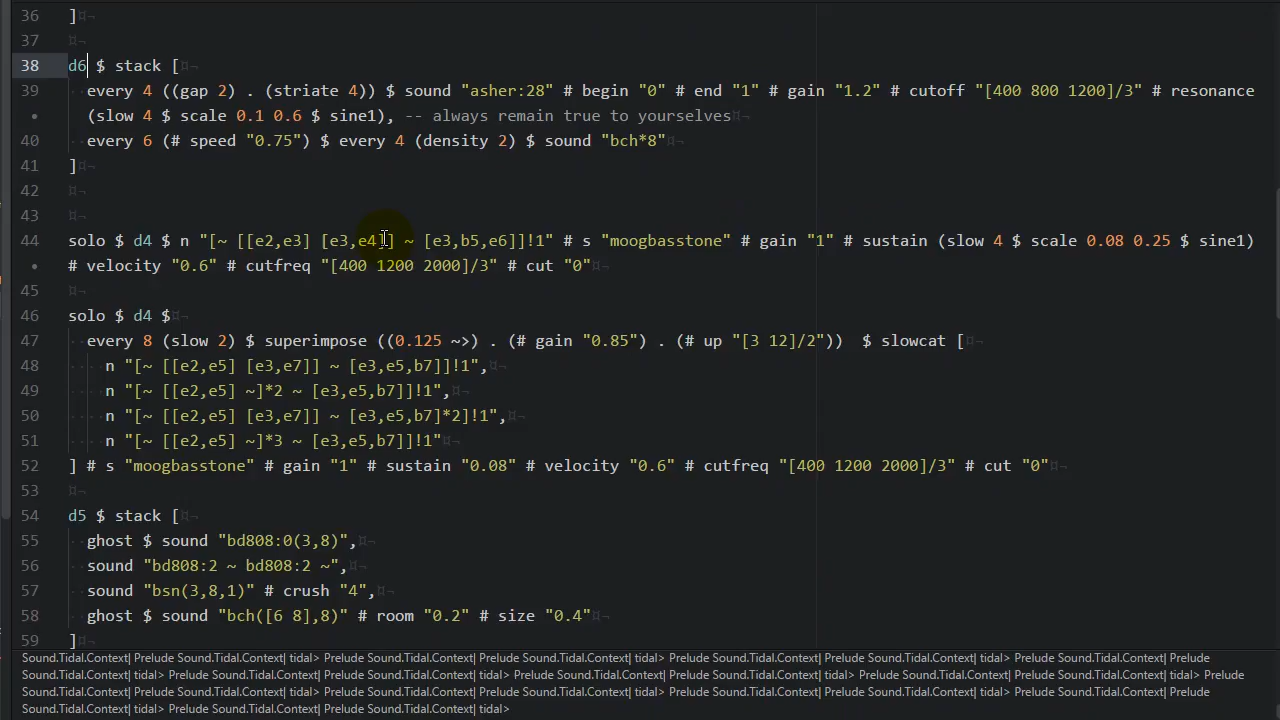 36 ]¤¬
37 ¤¬
38 d6 $ stack [¤¬
39 every 4 ((gap 2) . (striate 4)) $ sound "asher:28" # begin "0" # end "1" # gain "1.2" # cutoff "[400 800 1200]/3" # resonance
• (slow 4 $ scale 0.1 0.6 $ sine1), -- always remain true to yourselves¤¬
40 every 6 (# speed "0.75") $ every 4 (density 2) $ sound "bch*8"¤¬
41 ]¤¬
42 ¤¬
43 ¤¬
44 solo $ d4 $ n "[~ [[e2,e3] [e3,e4]] ~ [e3,b5,e6]]!1" # s "moogbasstone" # gain "1" # sustain (slow 4 $ scale 0.08 0.25 $ sine1)
• # velocity "0.6" # cutfreq "[400 1200 2000]/3" # cut "0"¤¬
45 ¤¬
46 solo $ d4 $¤¬
47 every 8 (slow 2) $ superimpose ((0.125 ~>) . (# gain "0.85") . (# up "[3 12]/2"))  $ slowcat [¤¬
48 n "[~ [[e2,e5] [e3,e7]] ~ [e3,e5,b7]]!1",¤¬
49 n "[~ [[e2,e5] ~]*2 ~ [e3,e5,b7]]!1",¤¬
50 n "[~ [[e2,e5] [e3,e7]] ~ [e3,e5,b7]*2]!1",¤¬
51 n "[~ [[e2,e5] ~]*3 ~ [e3,e5,b7]]!1"¤¬
52 ] # s "moogbasstone" # gain "1" # sustain "0.08" # velocity "0.6" # cutfreq "[400 1200 2000]/3" # cut "0"¤¬
53 ¤¬
54 d5 $ stack [¤¬
55 ghost $ sound "bd808:0(3,8)",¤¬
56 sound "bd808:2 ~ bd808:2 ~",¤¬
57 sound "bsn(3,8,1)" # crush "4",¤¬
58 ghost $ sound "bch([6 8],8)" # room "0.2" # size "0.4"¤¬
59 ]¤¬
Sound.Tidal.Context| Prelude Sound.Tidal.Context| tidal> Prelude Sound.Tidal.Context| Prelude Sound.Tidal.Context| tidal> Prelude Sound.Tidal.Context| Prelude Sound.Tidal.Context| tidal> Prelude Sound.Tidal.Context| Prelude
Sound.Tidal.Context| tidal> Prelude Sound.Tidal.Context| Prelude Sound.Tidal.Context| tidal> Prelude Sound.Tidal.Context| Prelude Sound.Tidal.Context| tidal> Prelude Sound.Tidal.Context| Prelude Sound.Tidal.Context| tidal> Prelude
Sound.Tidal.Context| Prelude Sound.Tidal.Context| tidal> Prelude Sound.Tidal.Context| Prelude Sound.Tidal.Context| tidal> Prelude Sound.Tidal.Context| Prelude Sound.Tidal.Context| tidal> Prelude Sound.Tidal.Context| Prelude
Sound.Tidal.Context| tidal> Prelude Sound.Tidal.Context| Prelude Sound.Tidal.Context| tidal>